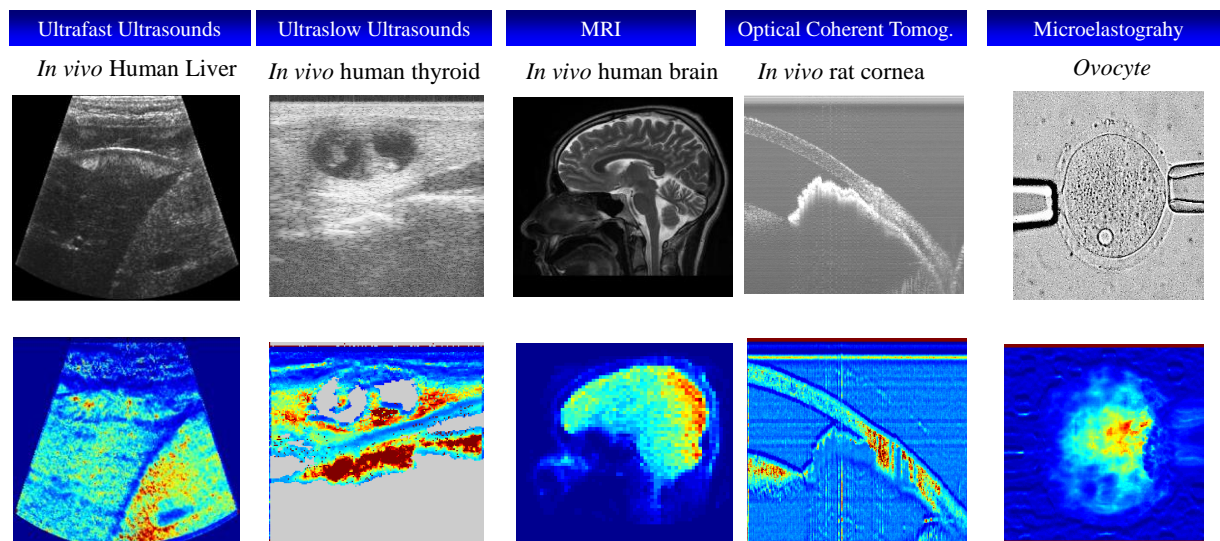 Ultrafast Ultrasounds
Ultraslow Ultrasounds
MRI
Optical Coherent Tomog.
Microelastograhy
In vivo Human Liver
In vivo human thyroid
In vivo human brain
In vivo rat cornea
Ovocyte